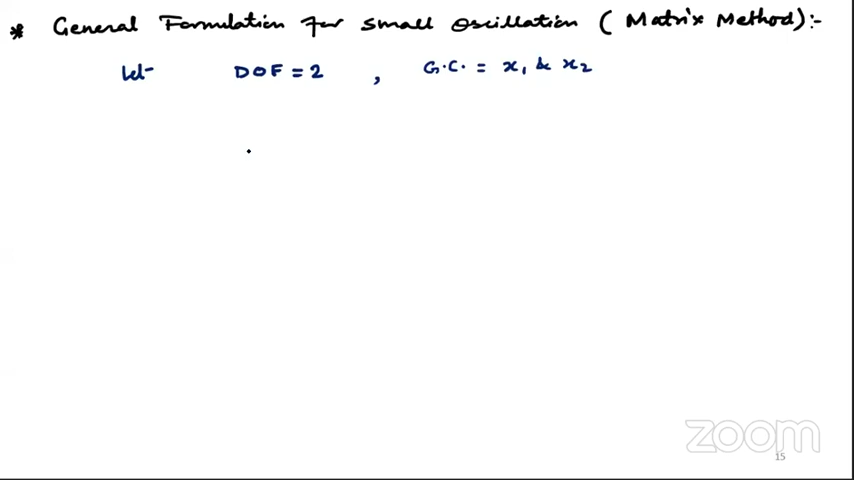 * General Formulation for Small Oscillation ( Matrix Method):-
let DOF = 2 , G.C. = x₁ & x₂
zoom
15